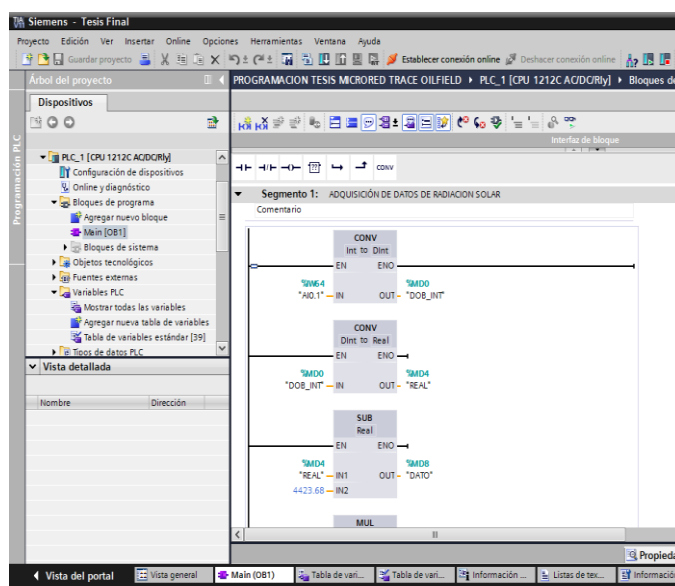 Siemens - Tesis Final
Proyecto Edición Ver Insertar Online Opciones Herramientas Ventana Ayuda
Guardar proyecto Establecer conexión online Deshacer conexión online
Árbol del proyecto
PROGRAMACION TESIS MICRORED TRACE OILFIELD PLC_1 [CPU 1212C AC/DC/Rly] Bloques de
Dispositivos
Interfaz de bloque
Programación PLC
PLC_1 [CPU 1212C AC/DC/Rly]
Configuración de dispositivos
Online y diagnóstico
Bloques de programa
Agregar nuevo bloque
Main [OB1]
Bloques de sistema
Objetos tecnológicos
Fuentes externas
Variables PLC
Mostrar todas las variables
Agregar nueva tabla de variables
Tabla de variables estándar [39]
Tipos de datos PLC
Vista detallada
Nombre Dirección
CONV
Segmento 1: ADQUISICIÓN DE DATOS DE RADIACION SOLAR
Comentario
CONV
Int to DInt
EN ENO
%IW64 %MD0
"AI0.1" IN OUT "DOB_INT"
CONV
DInt to Real
EN ENO
%MD0 %MD4
"DOB_INT" IN OUT "REAL"
SUB
Real
EN ENO
%MD4 %MD8
"REAL" IN1 OUT "DATO"
4423.68 IN2
MUL
Propieda
Vista del portal Vista general Main (OB1) Tabla de vari... Tabla de vari... Información ... Listas de tex... Informació